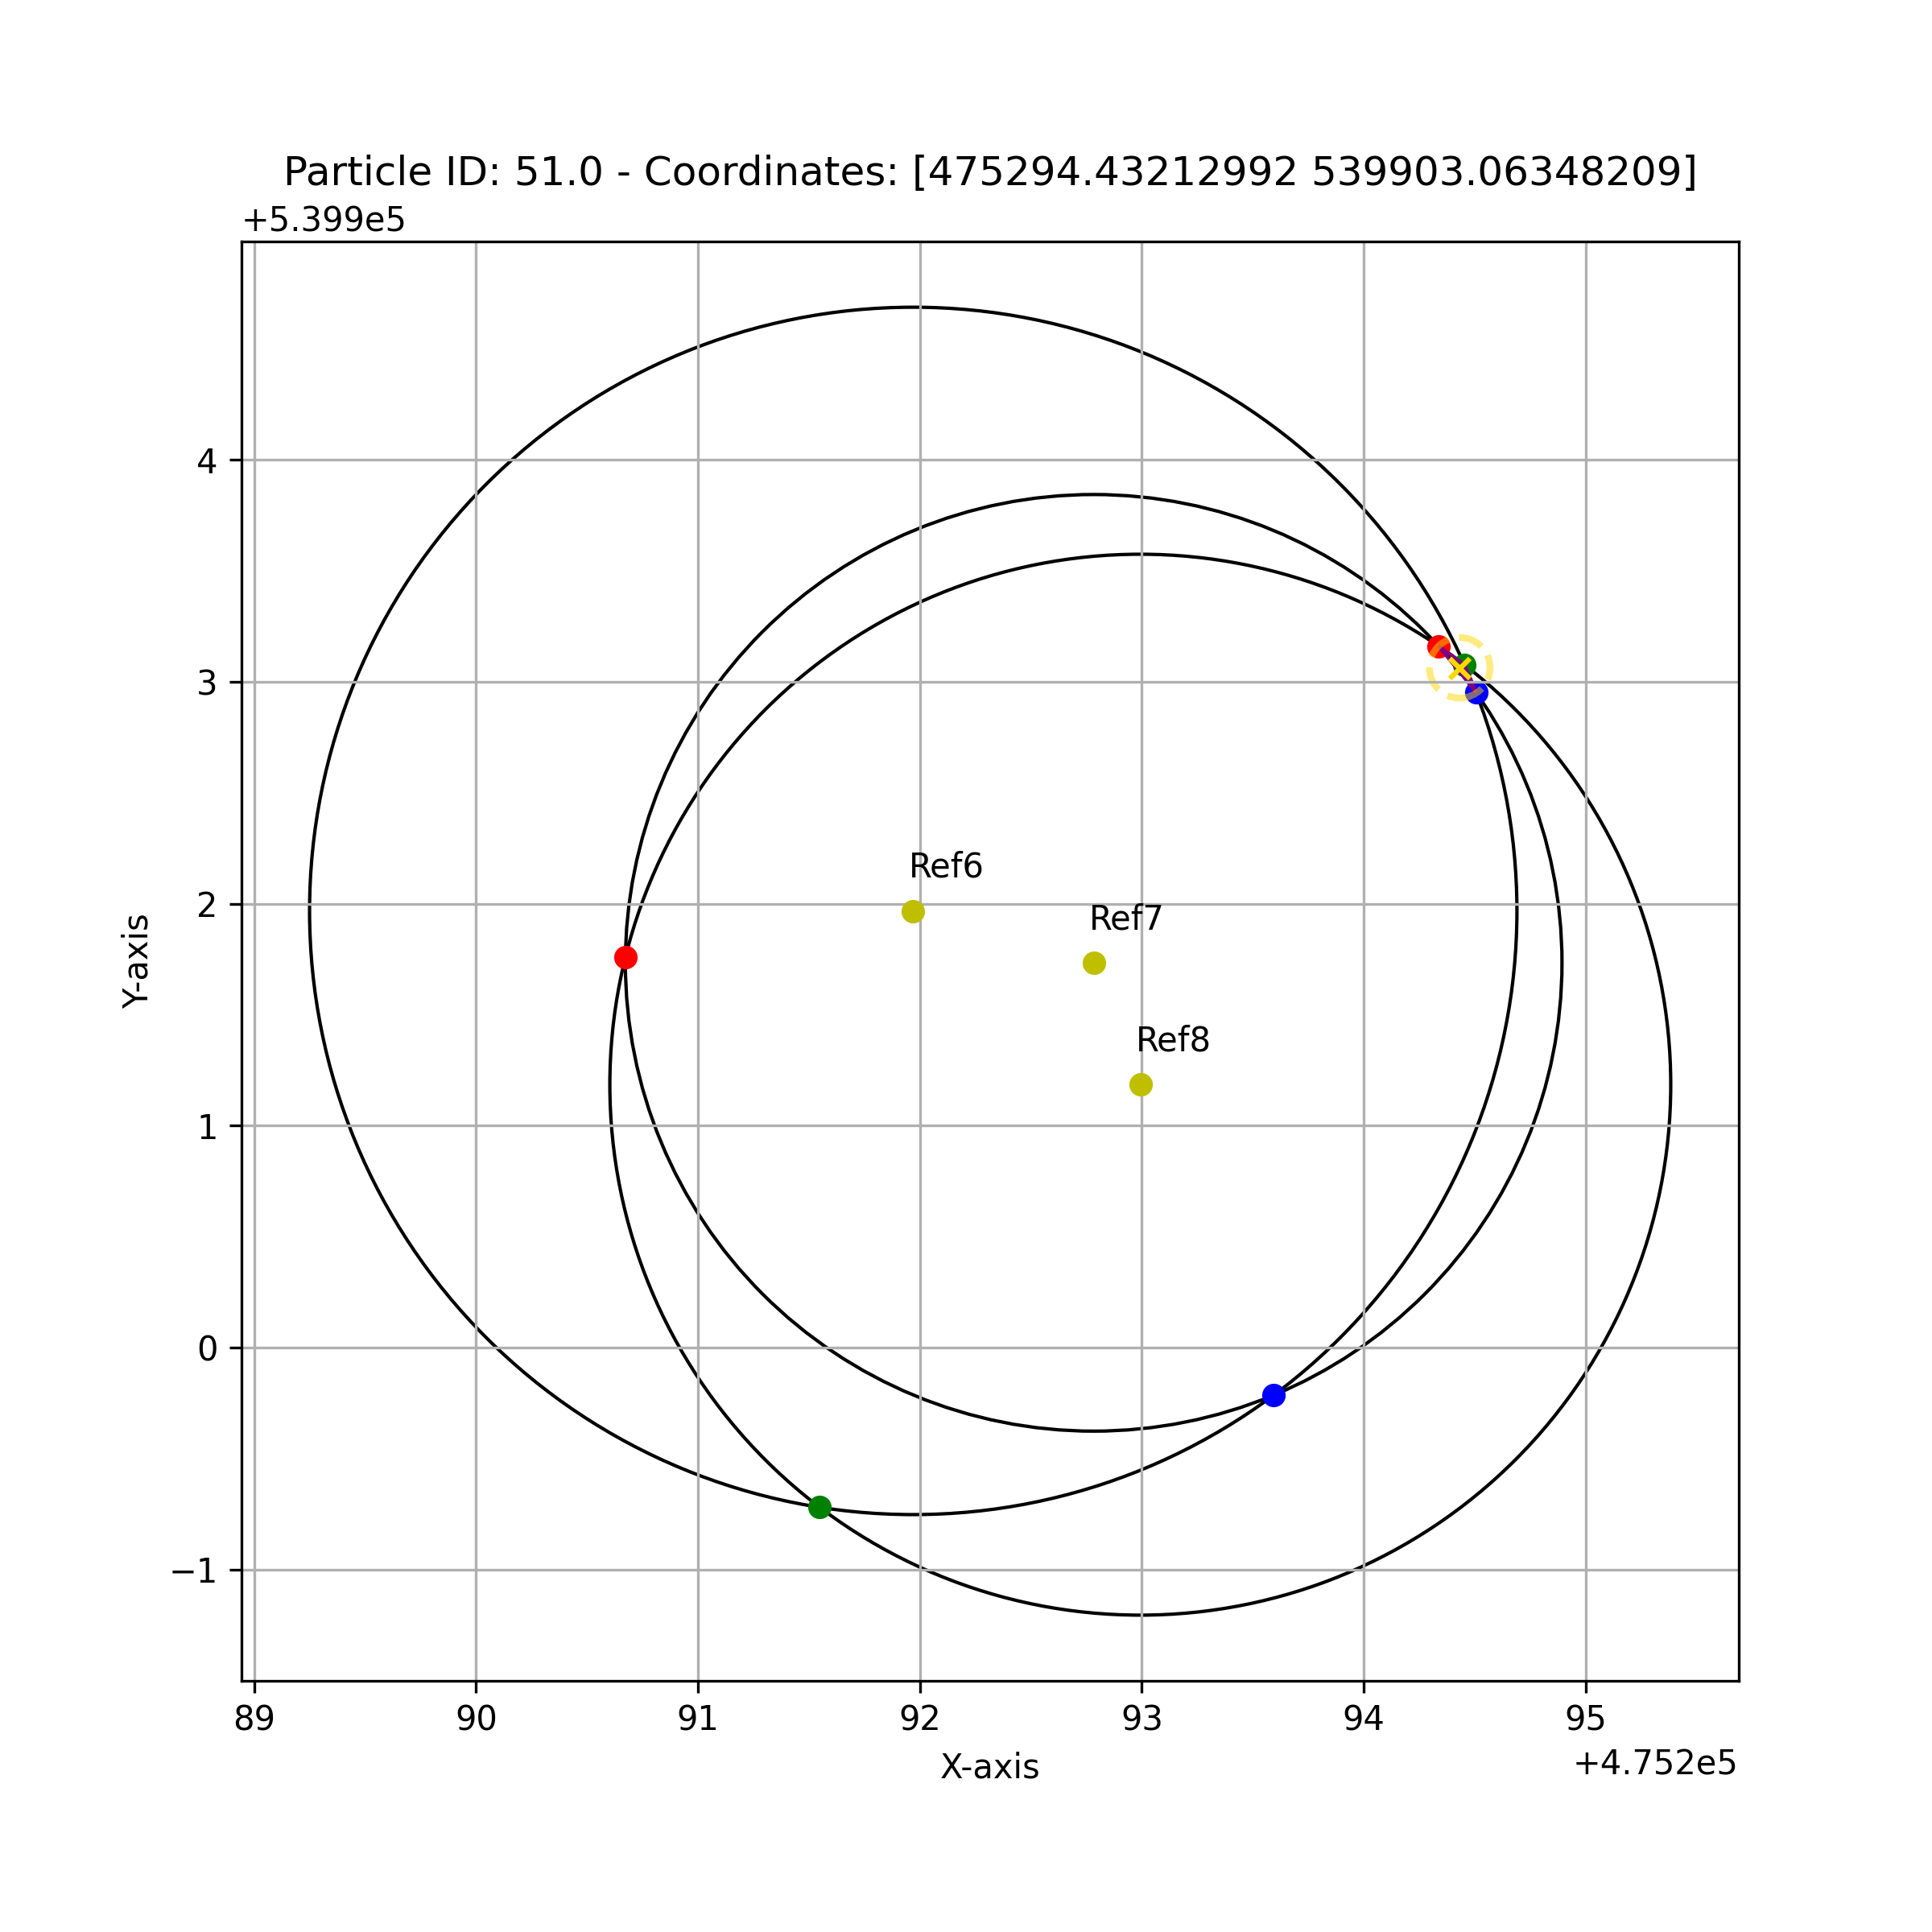 Particle ID: 51.0 - Coordinates: [475294.43212992 539903.06348209]
+5.399e5
4
3
2
1
0
−1
Y-axis
Ref6
Ref7
Ref8
89 90 91 92 93 94 95
X-axis
+4.752e5